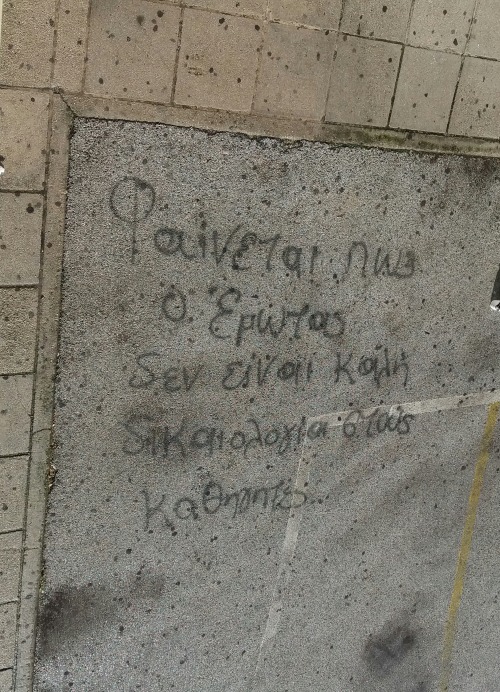 Φαίνεται πως
ο Έρωτας
δεν είναι καλή
δικαιολογία στους
καθηγητές..